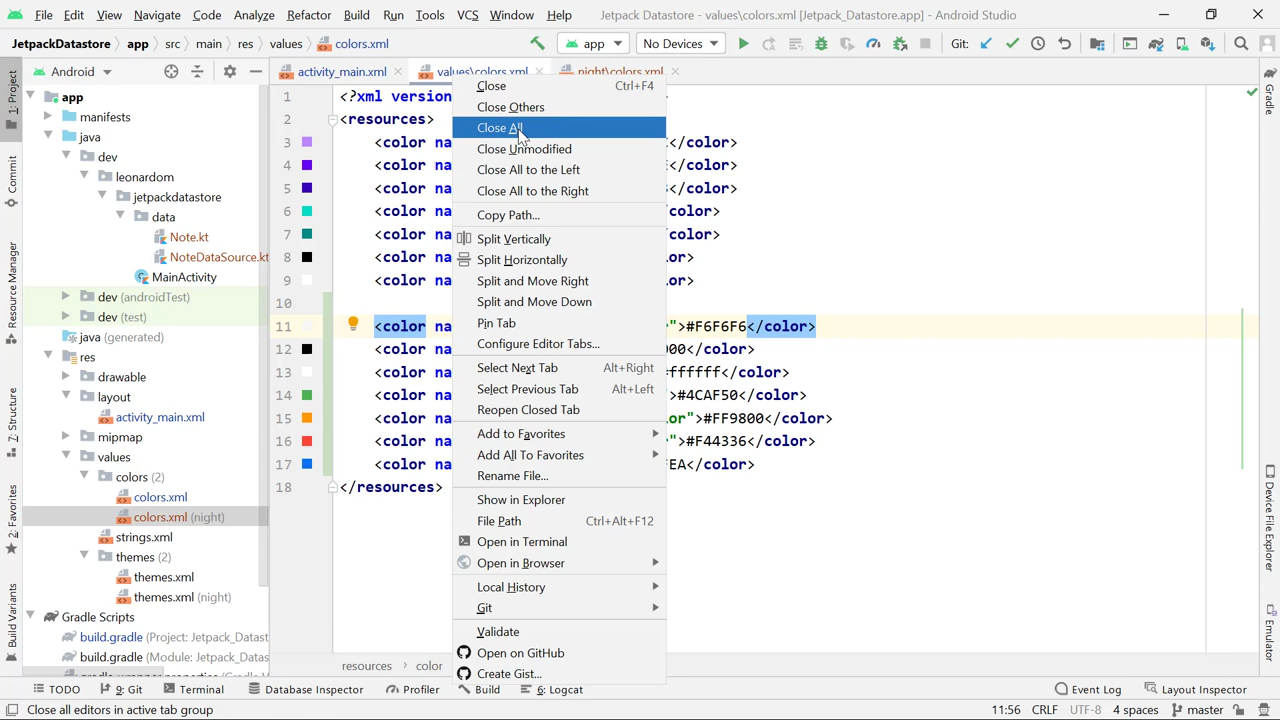 File Edit View Navigate Code Analyze Refactor Build Run Tools VCS Window Help Jetpack Datastore - values\colors.xml [Jetpack_Datastore.app] - Android Studio
JetpackDatastore app src main res values colors.xml app No Devices Git:
Android activity_main.xml values\colors.xml night\colors.xml
1: Project
Commit
Resource Manager
7: Structure
2: Favorites
Build Variants
app
manifests
java
dev
leonardom
jetpackdatastore
data
Note.kt
NoteDataSource.kt
MainActivity
dev (androidTest)
dev (test)
java (generated)
res
drawable
layout
activity_main.xml
mipmap
values
colors (2)
colors.xml
colors.xml (night)
strings.xml
themes (2)
themes.xml
themes.xml (night)
Gradle Scripts
build.gradle (Project: Jetpack_Datast
build.gradle (Module: Jetpack_Datas
1 <?xml version
2 <resources>
3 <color na </color>
4 <color na </color>
5 <color na </color>
6 <color na color>
7 <color na color>
8 <color na or>
9 <color na or>
10
11 <color na ">#F6F6F6</color>
12 <color na 00</color>
13 <color na ffffff</color>
14 <color na >#4CAF50</color>
15 <color na or">#FF9800</color>
16 <color na ">#F44336</color>
17 <color na EA</color>
18 </resources>
Close Ctrl+F4
Close Others
Close All
Close Unmodified
Close All to the Left
Close All to the Right
Copy Path...
Split Vertically
Split Horizontally
Split and Move Right
Split and Move Down
Pin Tab
Configure Editor Tabs...
Select Next Tab Alt+Right
Select Previous Tab Alt+Left
Reopen Closed Tab
Add to Favorites
Add All To Favorites
Rename File...
Show in Explorer
File Path Ctrl+Alt+F12
Open in Terminal
Open in Browser
Local History
Git
Validate
Open on GitHub
Create Gist...
Gradle
Device File Explorer
Emulator
resources color
TODO 9: Git Terminal Database Inspector Profiler Build 6: Logcat Event Log Layout Inspector
Close all editors in active tab group 11:56 CRLF UTF-8 4 spaces master